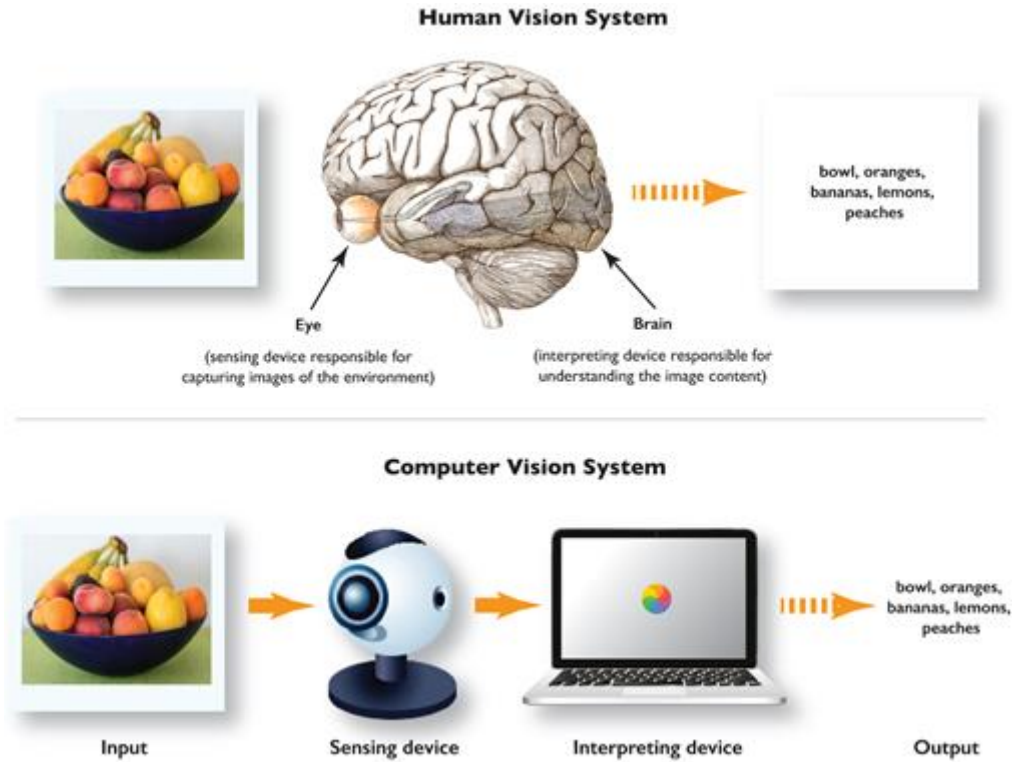 Human Vision System
bowl, oranges,
bananas, lemons,
peaches
Eye
(sensing device responsible for
capturing images of the environment)
Brain
(interpreting device responsible for
understanding the image content)
Computer Vision System
bowl, oranges,
bananas, lemons,
peaches
Input
Sensing device
Interpreting device
Output